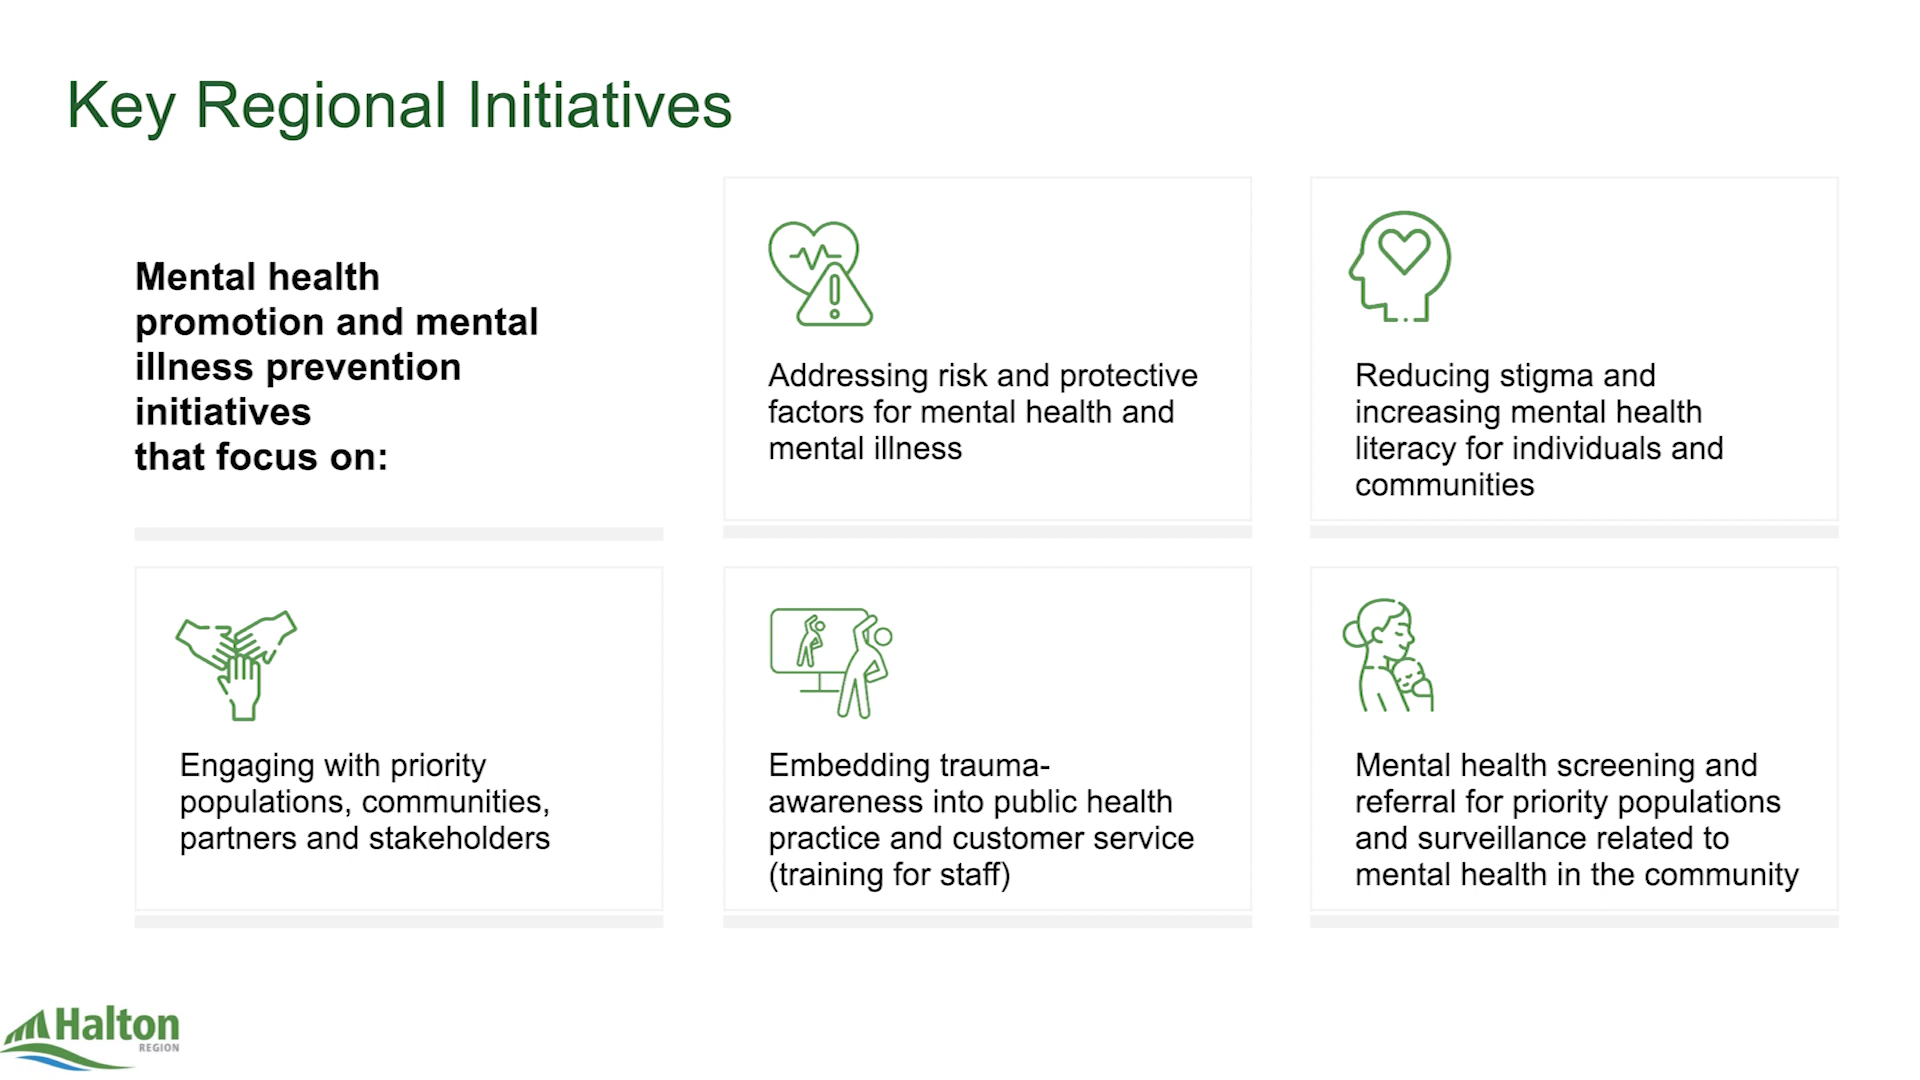 Key Regional Initiatives
Mental health
promotion and mental
illness prevention
initiatives
that focus on:
Addressing risk and protective
factors for mental health and
mental illness
Reducing stigma and
increasing mental health
literacy for individuals and
communities
Engaging with priority
populations, communities,
partners and stakeholders
Embedding trauma-
awareness into public health
practice and customer service
(training for staff)
Mental health screening and
referral for priority populations
and surveillance related to
mental health in the community
Halton
REGION